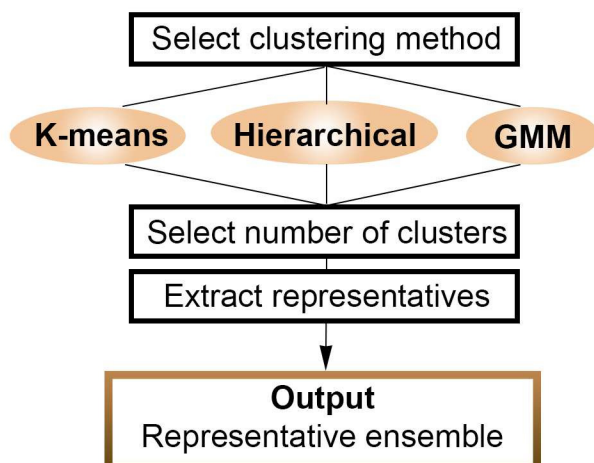 Select clustering method
K-means
Hierarchical
GMM
Select number of clusters
Extract representatives
Output
Representative ensemble